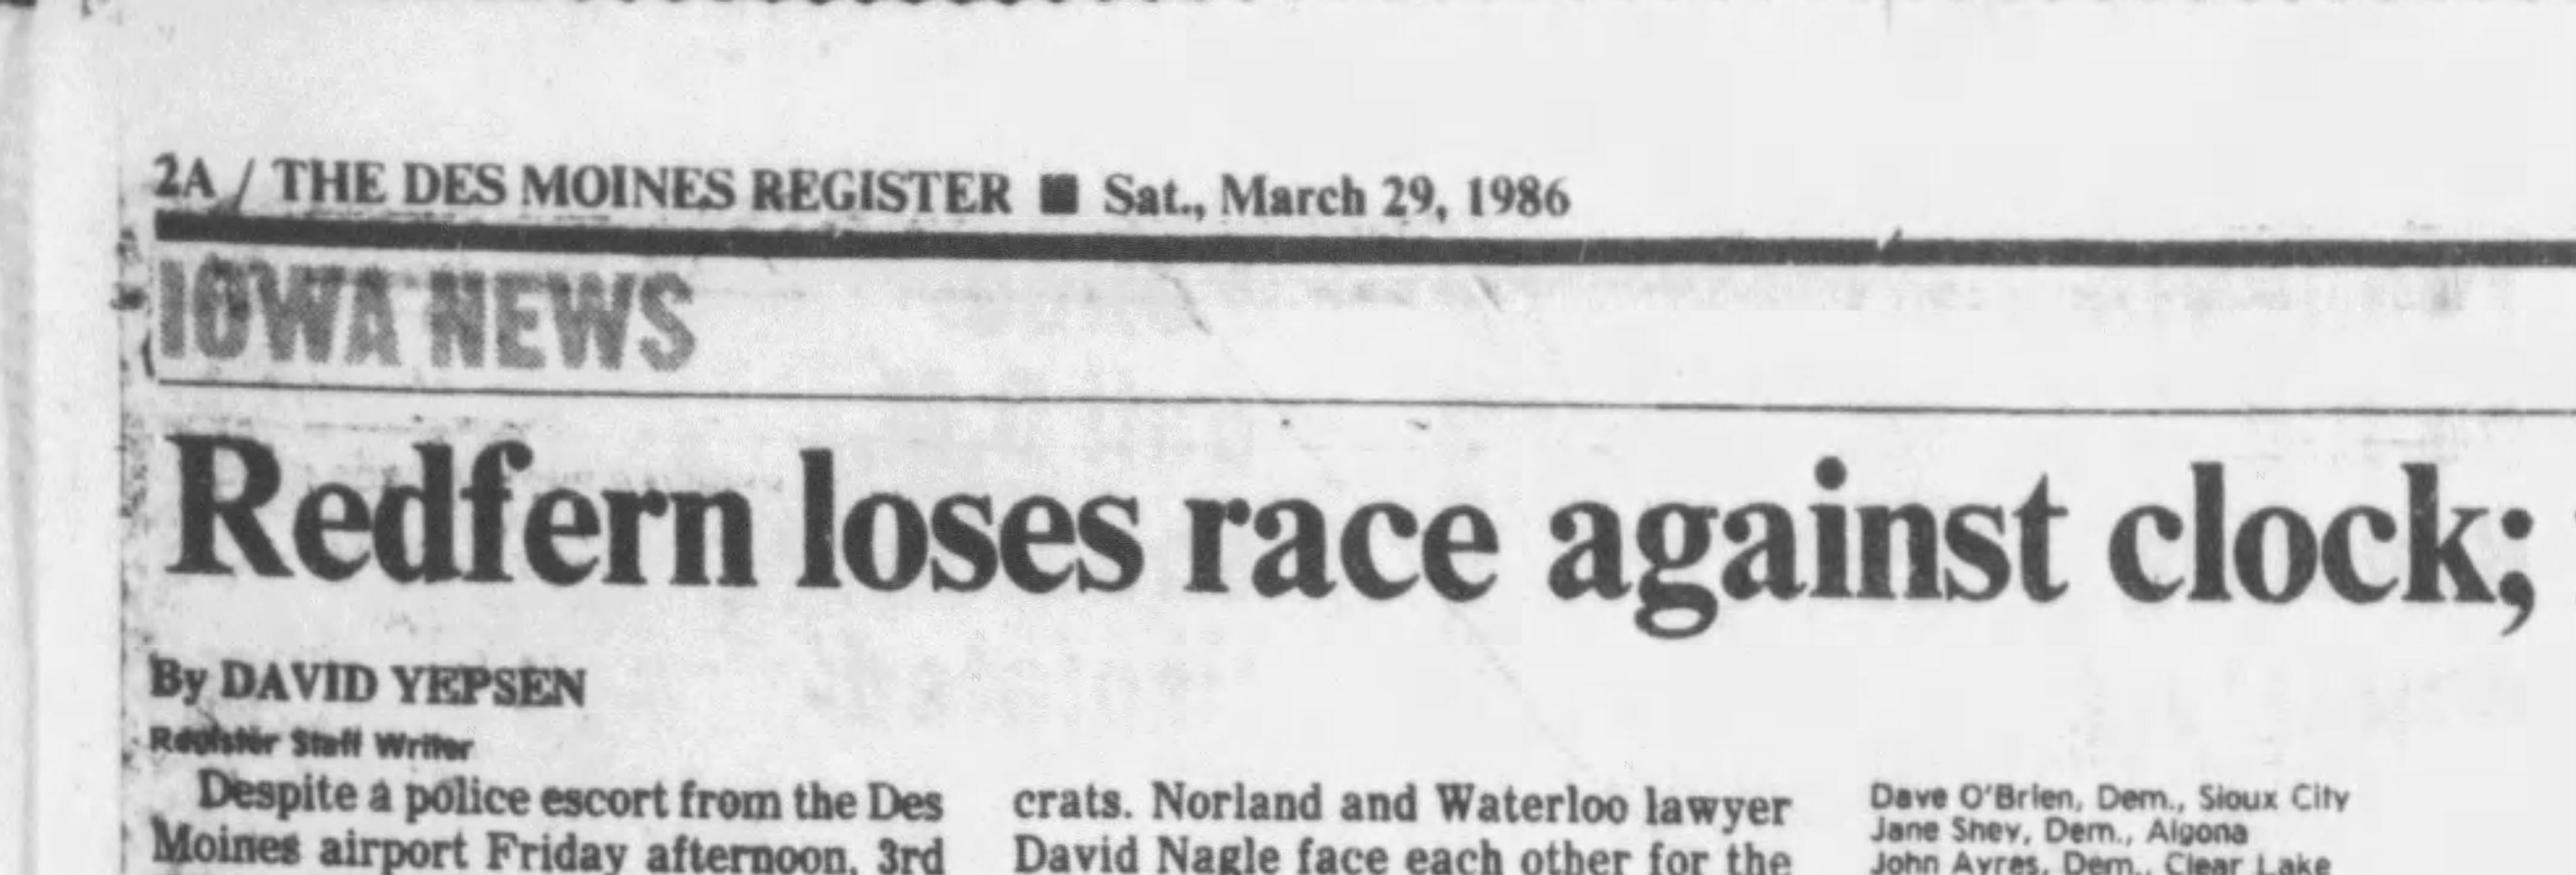 2A / THE DES MOINES REGISTER ■ Sat., March 29, 1986
IOWA NEWS
Redfern loses race against clock;
By DAVID YEPSEN
Register Staff Writer
Despite a police escort from the Des
Moines airport Friday afternoon, 3rd
crats. Norland and Waterloo lawyer
David Nagle face each other for the
Dave O'Brien, Dem., Sioux City
Jane Shey, Dem., Algona
John Ayres, Dem., Clear Lake